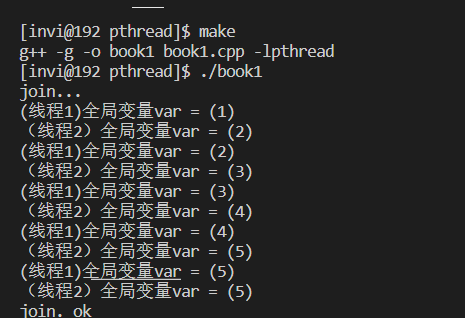 [invi@192 pthread]$ make
g++ -g -o book1 book1.cpp -lpthread
[invi@192 pthread]$ ./book1
join...
(线程1)全局变量var = (1)
（线程2）全局变量var = (2)
(线程1)全局变量var = (2)
（线程2）全局变量var = (3)
(线程1)全局变量var = (3)
（线程2）全局变量var = (4)
(线程1)全局变量var = (4)
（线程2）全局变量var = (5)
(线程1)全局变量var = (5)
（线程2）全局变量var = (5)
join. ok